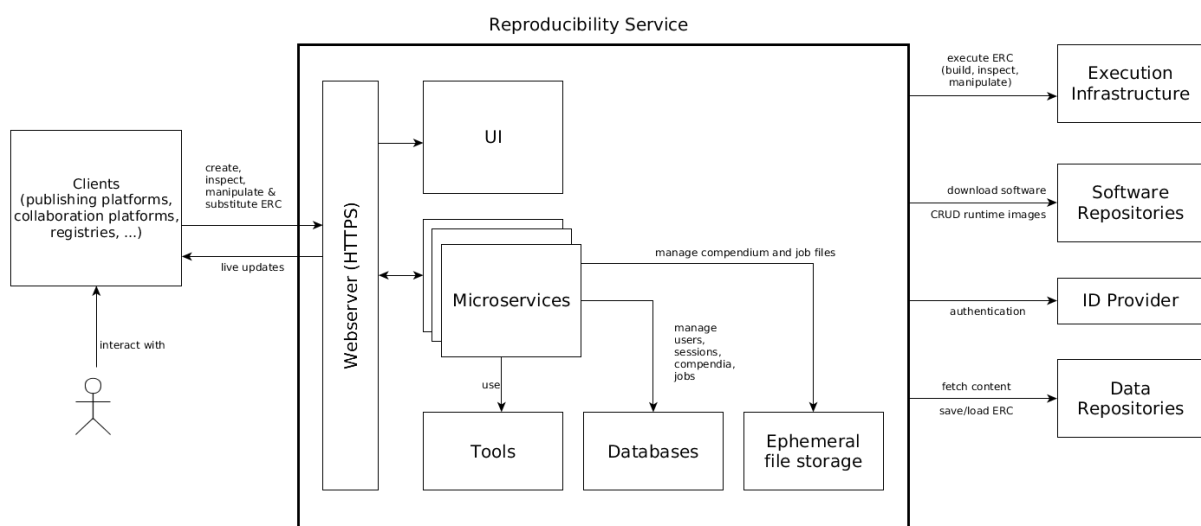 Reproducibility Service
Clients
(publishing platforms,
collaboration platforms,
registries, ...)
create,
inspect,
manipulate &
substitute ERC
live updates
interact with
Webserver (HTTPS)
UI
Microservices
manage compendium and job files
manage
users,
sessions,
compendia,
jobs
use
Tools
Databases
Ephemeral
file storage
execute ERC
(build, inspect,
manipulate)
Execution
Infrastructure
download software
CRUD runtime images
Software
Repositories
authentication
ID Provider
fetch content
save/load ERC
Data
Repositories